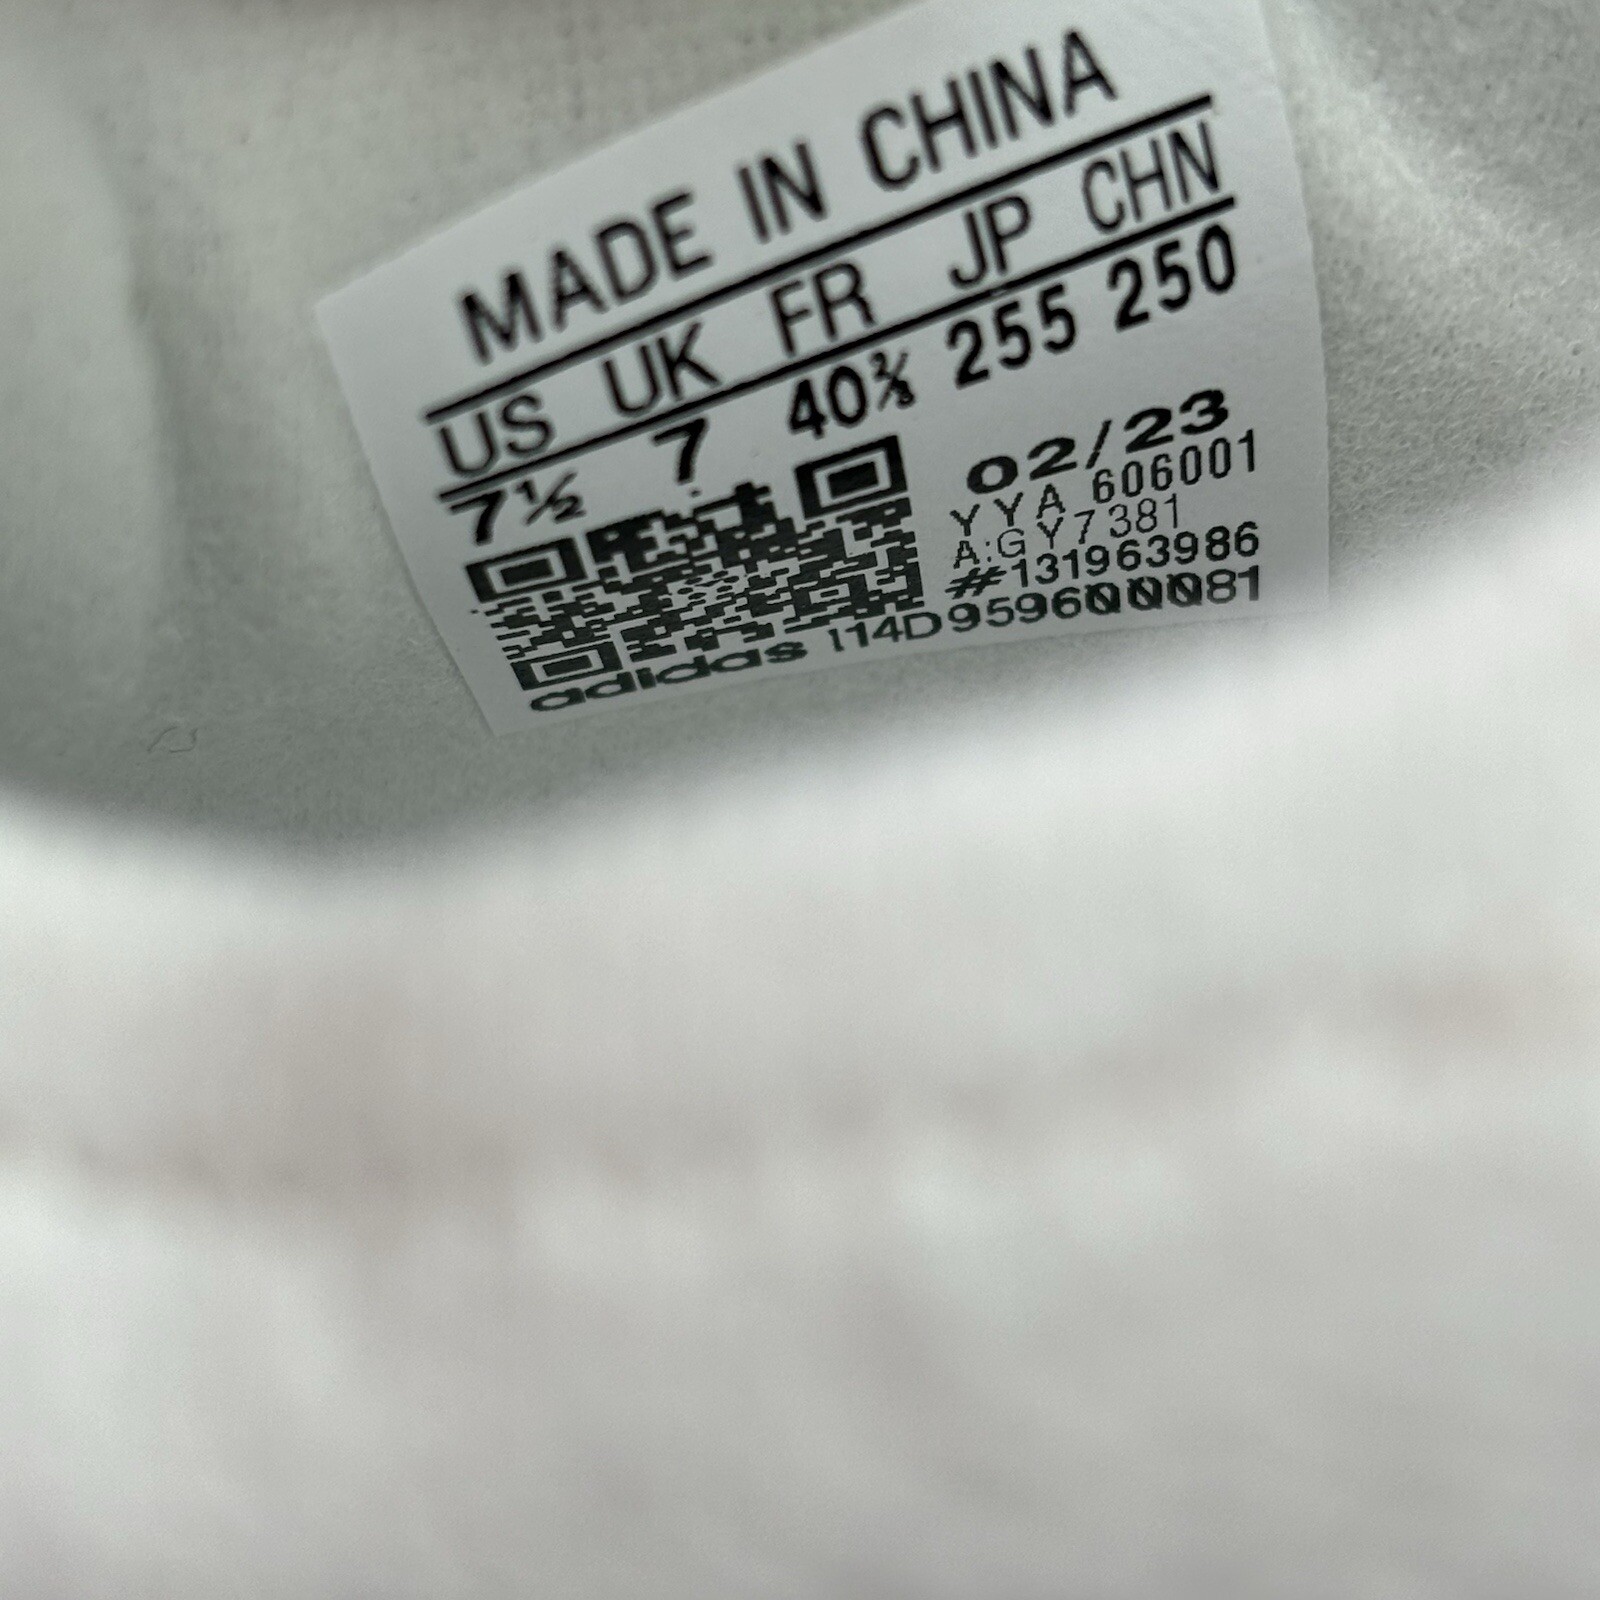 MADE IN CHINA
US UK FR JP CHN
7½ 7 40⅔ 255 250
02/23
YYA 606001
A:GY7381
#131963986
adidas 114D9596000081